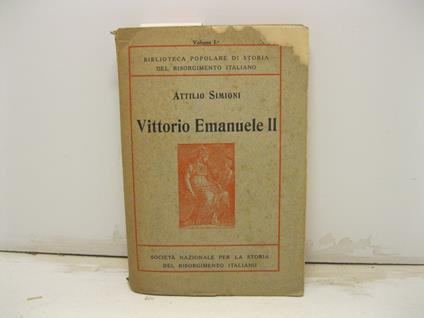 Volume I.°
BIBLIOTECA POPOLARE DI STORIA
DEL RISORGIMENTO ITALIANO
ATTILIO SIMIONI
Vittorio Emanuele II
SOCIETÀ NAZIONALE PER LA STORIA
DEL RISORGIMENTO ITALIANO